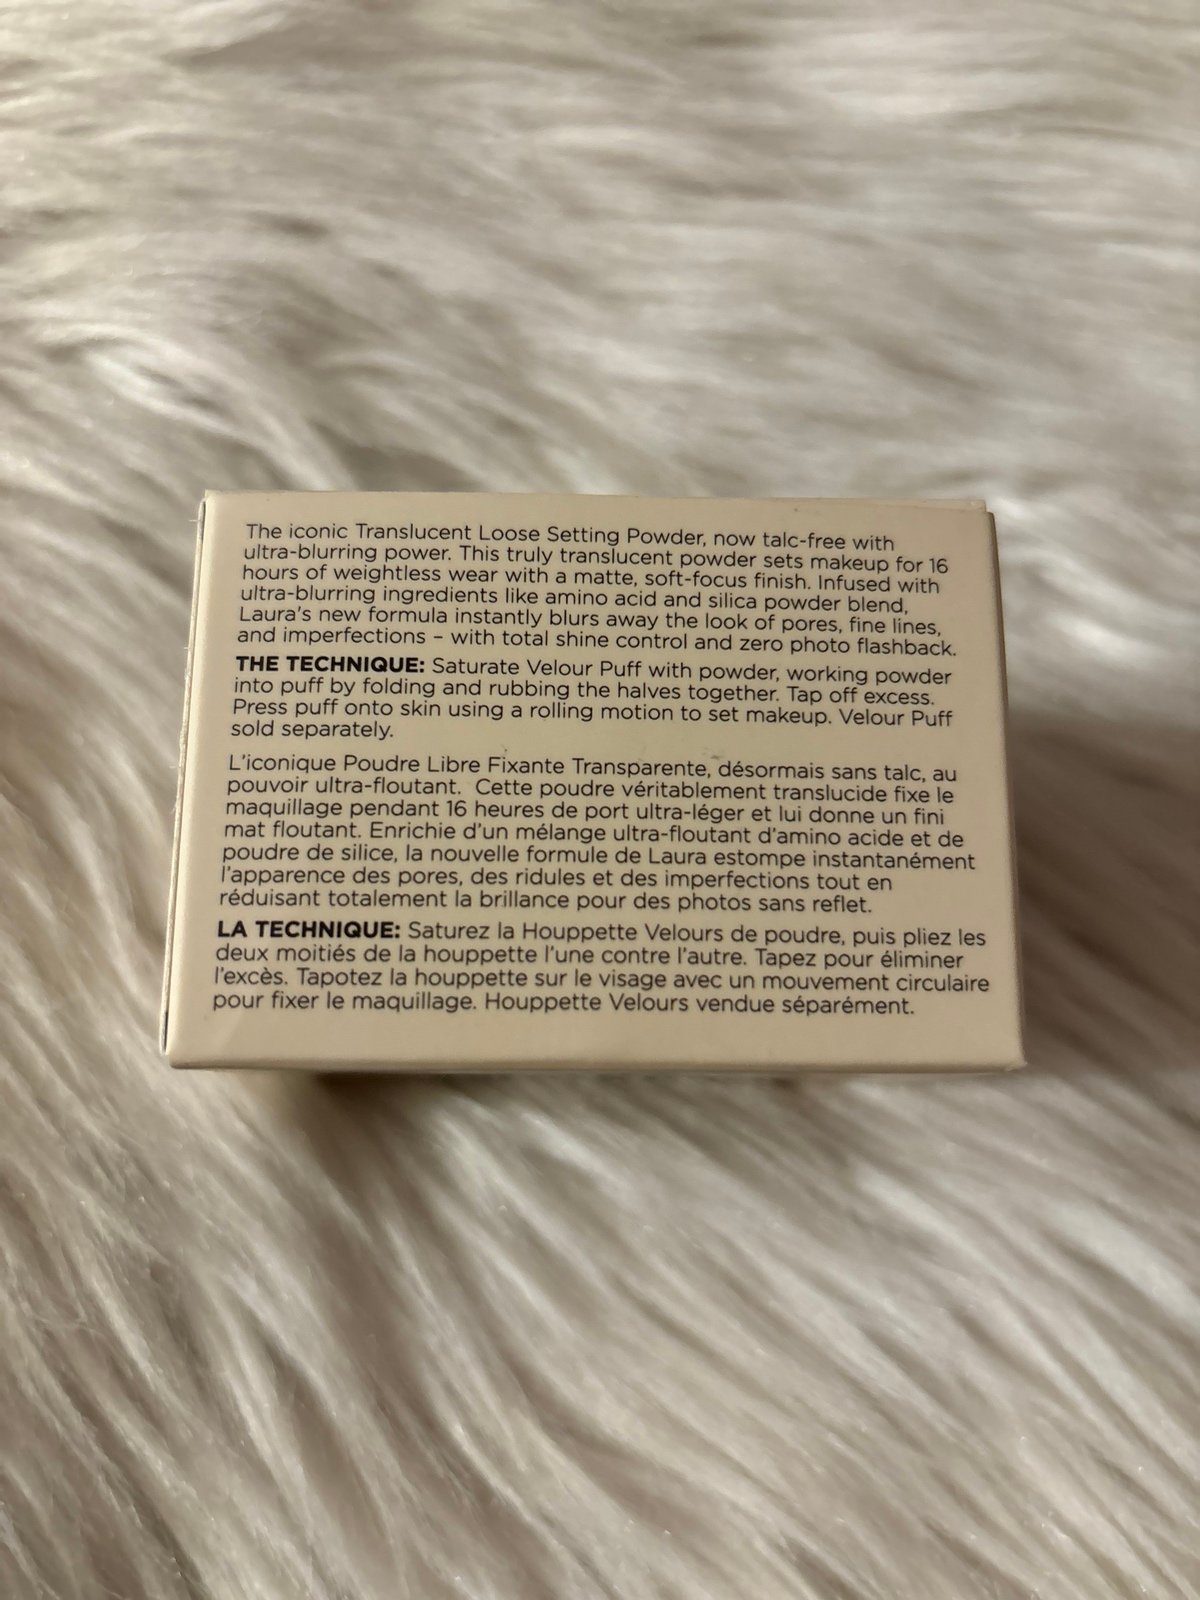 The iconic Translucent Loose Setting Powder, now talc-free with
ultra-blurring power. This truly translucent powder sets makeup for 16
hours of weightless wear with a matte, soft-focus finish. Infused with
ultra-blurring ingredients like amino acid and silica powder blend,
Laura's new formula instantly blurs away the look of pores, fine lines,
and imperfections – with total shine control and zero photo flashback.
THE TECHNIQUE: Saturate Velour Puff with powder, working powder
into puff by folding and rubbing the halves together. Tap off excess.
Press puff onto skin using a rolling motion to set makeup. Velour Puff
sold separately.
L'iconique Poudre Libre Fixante Transparente, désormais sans talc, au
pouvoir ultra-floutant. Cette poudre véritablement translucide fixe le
maquillage pendant 16 heures de port ultra-léger et lui donne un fini
mat floutant. Enrichie d'un mélange ultra-floutant d'amino acide et de
poudre de silice, la nouvelle formule de Laura estompe instantanément
l'apparence des pores, des ridules et des imperfections tout en
réduisant totalement la brillance pour des photos sans reflet.
LA TECHNIQUE: Saturez la Houppette Velours de poudre, puis pliez les
deux moitiés de la houppette l'une contre l'autre. Tapez pour éliminer
l'excès. Tapotez la houppette sur le visage avec un mouvement circulaire
pour fixer le maquillage. Houppette Velours vendue séparément.